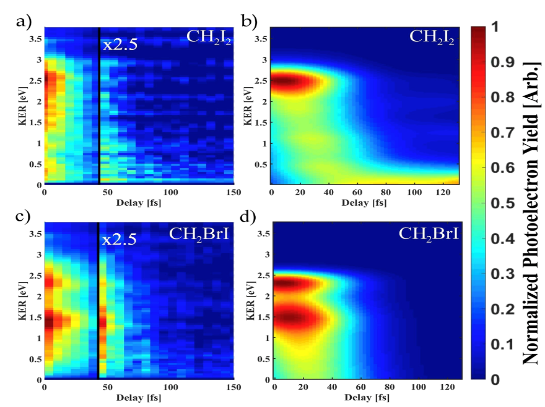 a)
CH2I2
x2.5
KER [eV]
3.5
3
2.5
2
1.5
1
0.5
0
0 50 100 150
Delay [fs]
b)
CH2I2
KER [eV]
3.5
3
2.5
2
1.5
1
0.5
0
0 20 40 60 80 100 120
Delay [fs]
c)
CH2BrI
x2.5
KER [eV]
3.5
3
2.5
2
1.5
1
0.5
0
0 50 100 150
Delay [fs]
d)
CH2BrI
KER [eV]
3.5
3
2.5
2
1.5
1
0.5
0
0 20 40 60 80 100 120
Delay [fs]
1
0.9
0.8
0.7
0.6
0.5
0.4
0.3
0.2
0.1
0
Normalized Photoelectron Yield [Arb.]